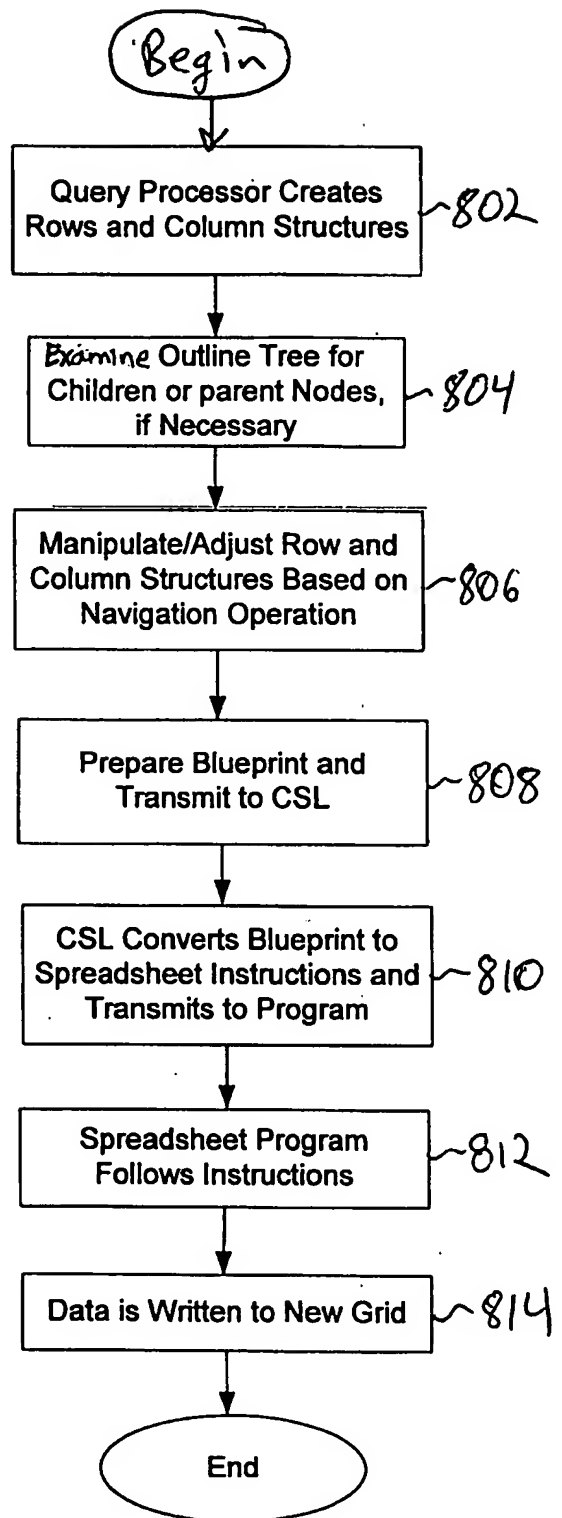 Begin
Query Processor Creates
Rows and Column Structures
802
Examine Outline Tree for
Children or parent Nodes,
if Necessary
804
Manipulate/Adjust Row and
Column Structures Based on
Navigation Operation
806
Prepare Blueprint and
Transmit to CSL
808
CSL Converts Blueprint to
Spreadsheet Instructions and
Transmits to Program
810
Spreadsheet Program
Follows Instructions
812
Data is Written to New Grid
814
End